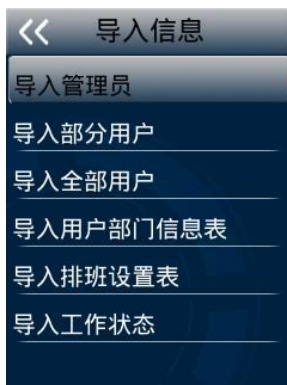 导入信息
导入管理员
导入部分用户
导入全部用户
导入用户部门信息表
导入排班设置表
导入工作状态